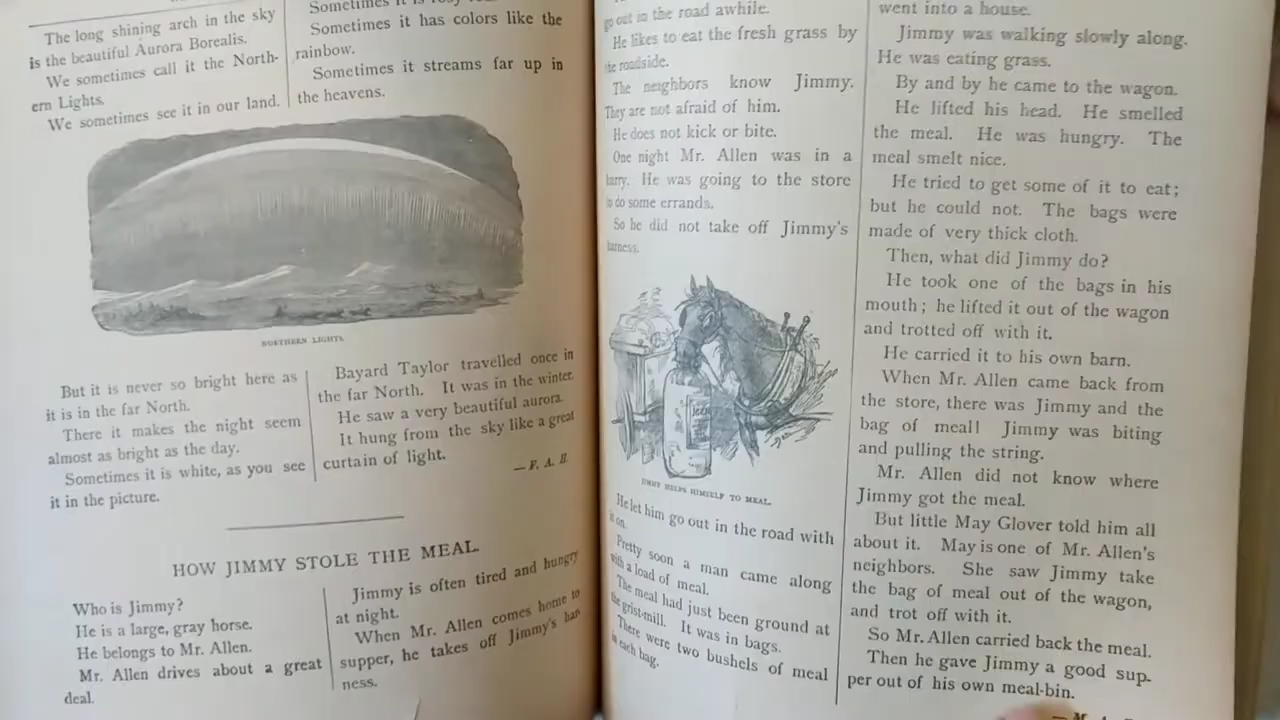 The long shining arch in the sky
is the beautiful Aurora Borealis.
We sometimes call it the North-
ern Lights.
We sometimes see it in our land.
Sometimes it is
Sometimes it has colors like the
rainbow.
Sometimes it streams far up in
the heavens.
NORTHERN LIGHTS.
But it is never so bright here as
it is in the far North.
There it makes the night seem
almost as bright as the day.
Sometimes it is white, as you see
it in the picture.
Bayard Taylor travelled once in
the far North. It was in the winter.
He saw a very beautiful aurora.
It hung from the sky like a great
curtain of light.
— F. A. H.
HOW JIMMY STOLE THE MEAL.
Who is Jimmy?
He is a large, gray horse.
He belongs to Mr. Allen.
Mr. Allen drives about a great
deal.
Jimmy is often tired and hungry
at night.
When Mr. Allen comes home to
supper, he takes off Jimmy's har-
ness.
go out in the road awhile.
He likes to eat the fresh grass by
the roadside.
The neighbors know Jimmy.
They are not afraid of him.
He does not kick or bite.
One night Mr. Allen was in a
hurry. He was going to the store
to do some errands.
So he did not take off Jimmy's
harness.
JIMMY HELPS HIMSELF TO MEAL.
He let him go out in the road with
it on.
Pretty soon a man came along
with a load of meal.
The meal had just been ground at
the grist-mill. It was in bags.
There were two bushels of meal
in each bag.
went into a house.
Jimmy was walking slowly along.
He was eating grass.
By and by he came to the wagon.
He lifted his head. He smelled
the meal. He was hungry. The
meal smelt nice.
He tried to get some of it to eat;
but he could not. The bags were
made of very thick cloth.
Then, what did Jimmy do?
He took one of the bags in his
mouth; he lifted it out of the wagon
and trotted off with it.
He carried it to his own barn.
When Mr. Allen came back from
the store, there was Jimmy and the
bag of meal! Jimmy was biting
and pulling the string.
Mr. Allen did not know where
Jimmy got the meal.
But little May Glover told him all
about it. May is one of Mr. Allen's
neighbors. She saw Jimmy take
the bag of meal out of the wagon,
and trot off with it.
So Mr. Allen carried back the meal.
Then he gave Jimmy a good sup-
per out of his own meal-bin.